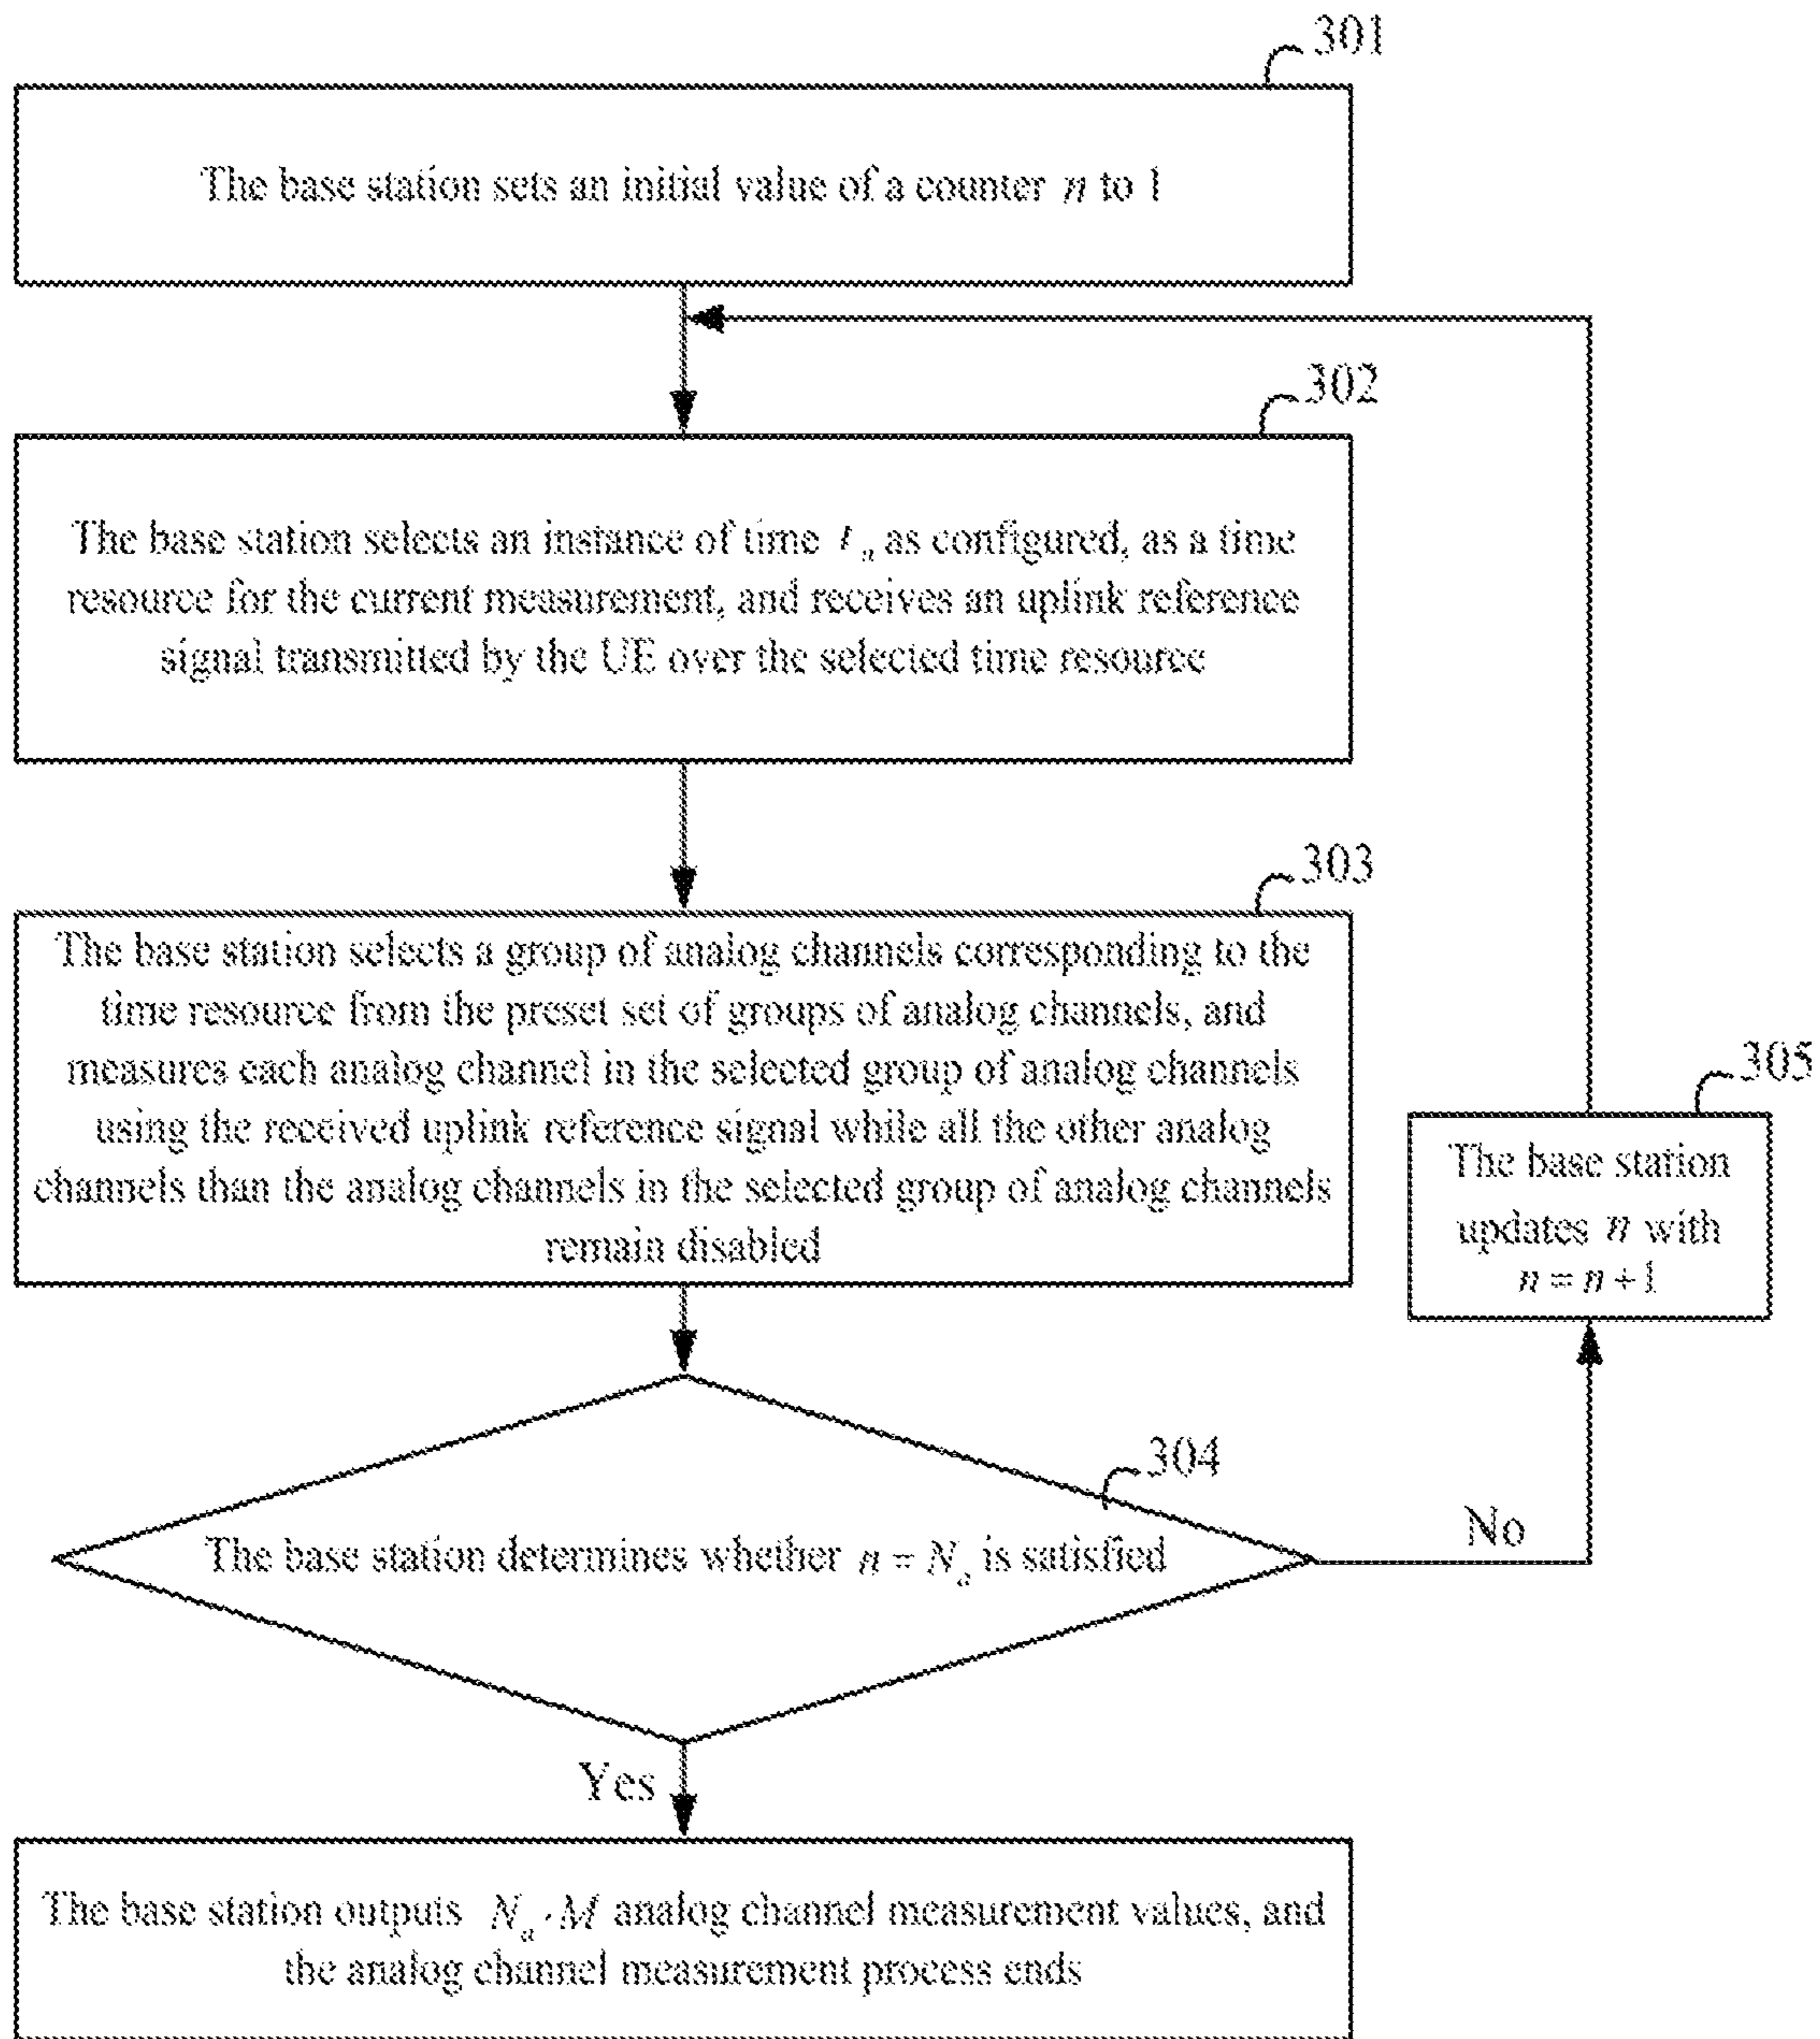 301
The base station sets an initial value of a counter n to 1
302
The base station selects an instance of time t_n as configured, as a time
resource for the current measurement, and receives an uplink reference
signal transmitted by the UE over the selected time resource
303
The base station selects a group of analog channels corresponding to the
time resource from the preset set of groups of analog channels, and
measures each analog channel in the selected group of analog channels
using the received uplink reference signal while all the other analog
channels than the analog channels in the selected group of analog channels
remain disabled
305
The base station
updates n with
n = n + 1
304
The base station determines whether n = N_a is satisfied
No
Yes
The base station outputs N_a · M analog channel measurement values, and
the analog channel measurement process ends